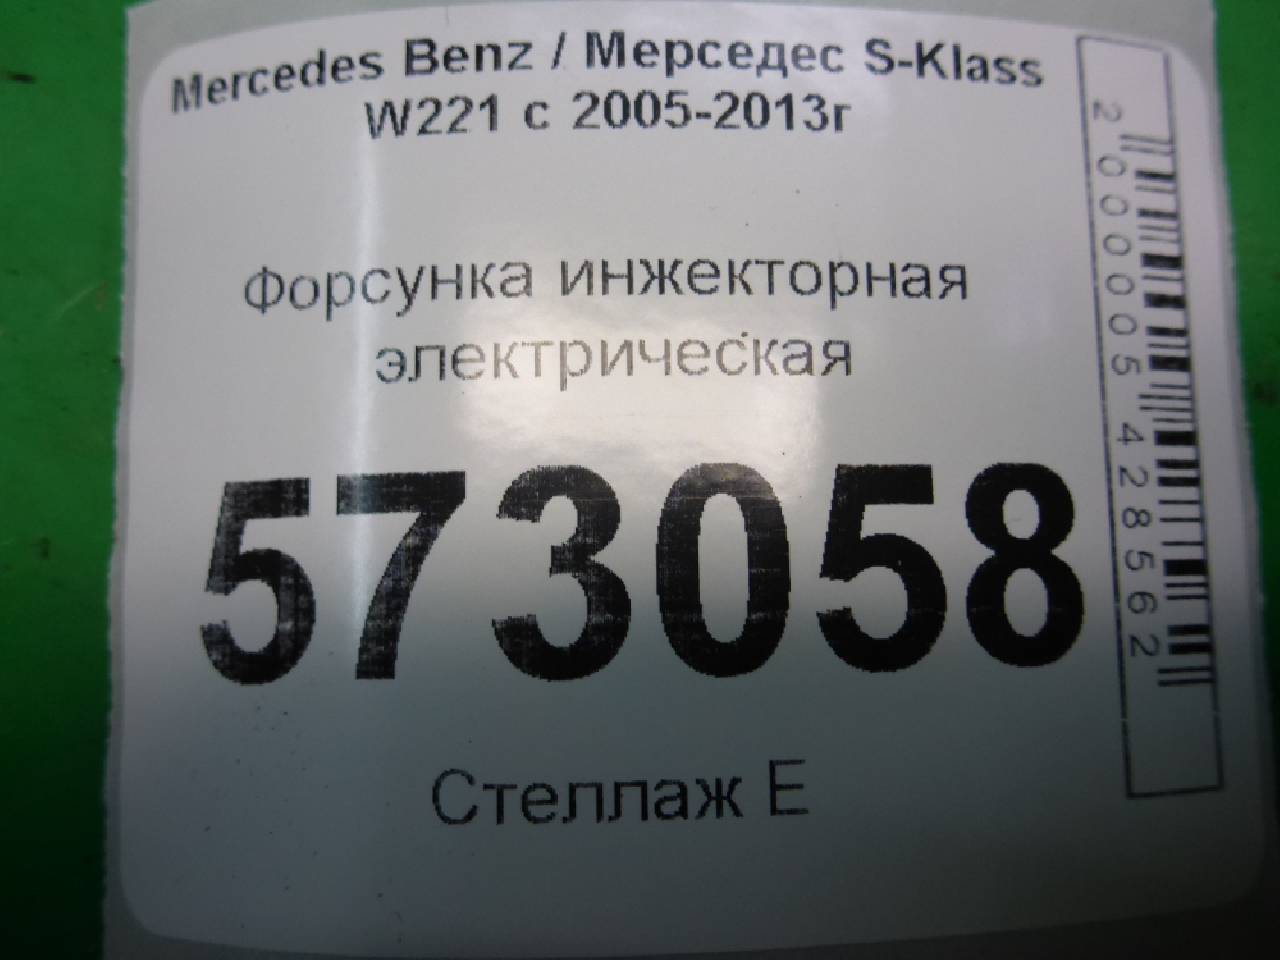 Mercedes Benz / Мерседес S-Klass
W221 с 2005-2013г
Форсунка инжекторная
электрическая
573058
Стеллаж Е
2000005428562